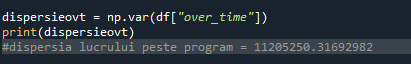 dispersieovt = np.var(df["over_time"])
print(dispersieovt)
#dispersia lucrului peste program = 11205250.31692982